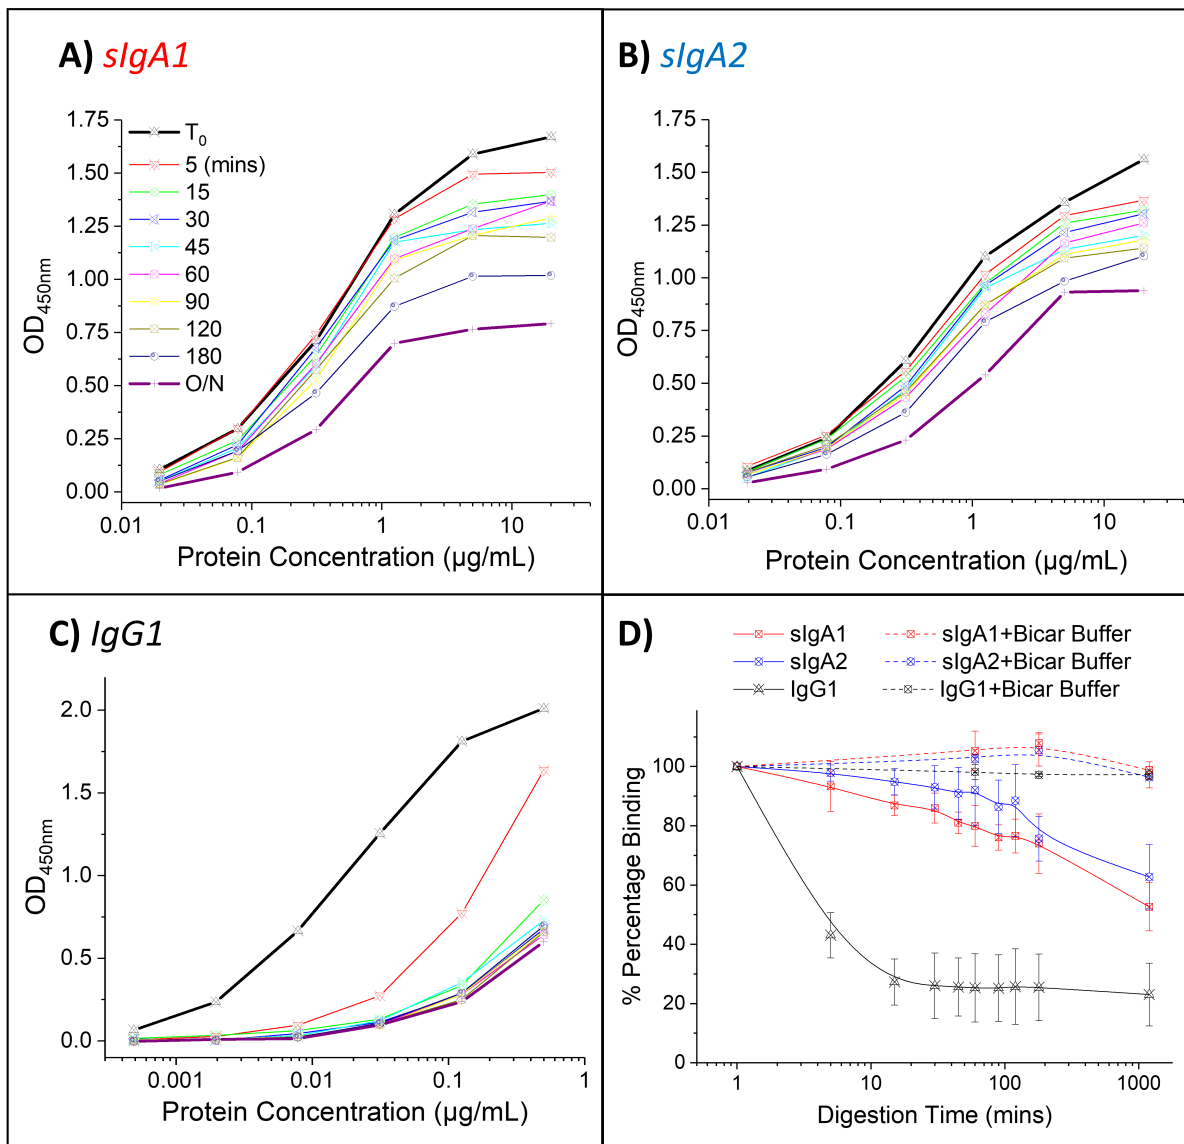 A) sIgA1
1.75
1.50
1.25
1.00
0.75
0.50
0.25
0.00
OD450nm
T0
5 (mins)
15
30
45
60
90
120
180
O/N
0.01
0.1
1
10
Protein Concentration (µg/mL)
B) sIgA2
1.75
1.50
1.25
1.00
0.75
0.50
0.25
0.00
OD450nm
0.01
0.1
1
10
Protein Concentration (µg/mL)
C) IgG1
2.0
1.5
1.0
0.5
0.0
OD450nm
0.001
0.01
0.1
1
Protein Concentration (µg/mL)
D)
sIgA1
sIgA2
IgG1
sIgA1+Bicar Buffer
sIgA2+Bicar Buffer
IgG1+Bicar Buffer
100
80
60
40
20
0
% Percentage Binding
1
10
100
1000
Digestion Time (mins)